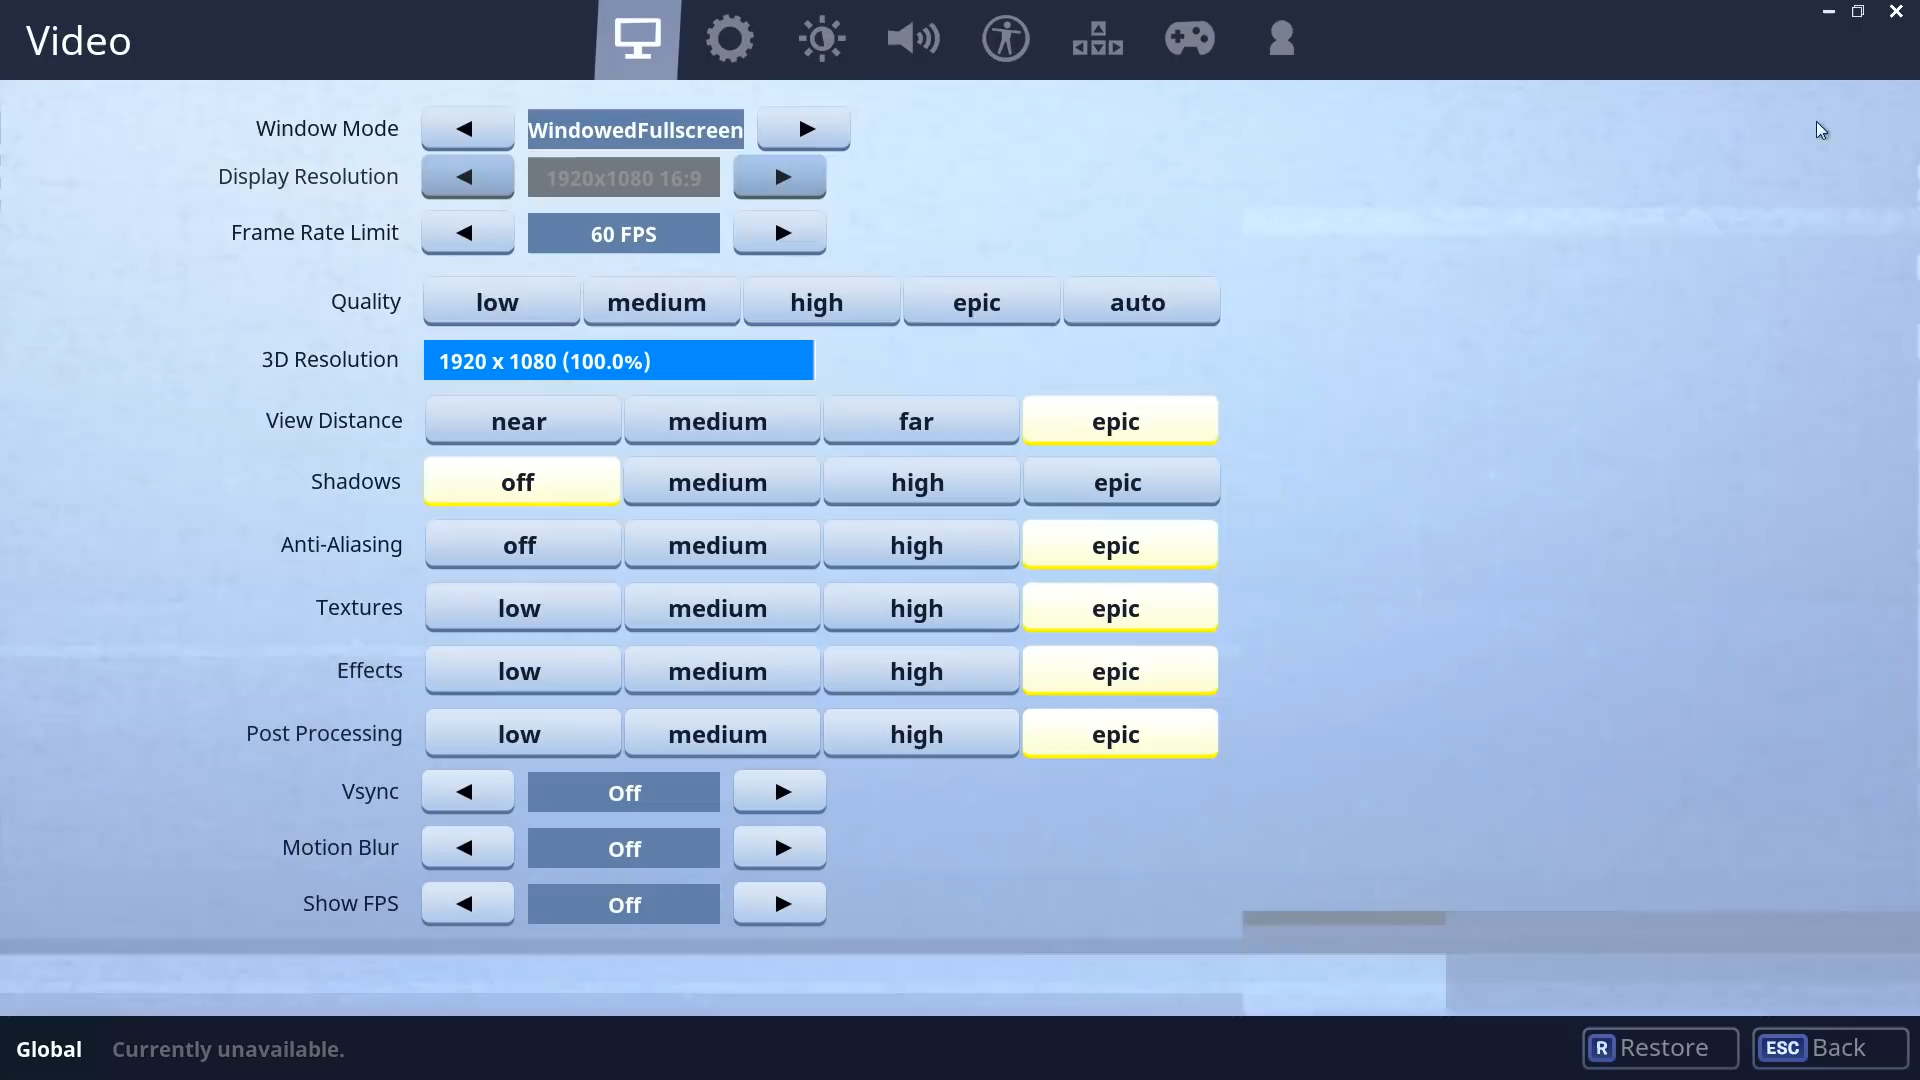 Video
Window Mode ◀ WindowedFullscreen ▶
Display Resolution ◀ 1920x1080 16:9 ▶
Frame Rate Limit ◀ 60 FPS ▶
Quality low medium high epic auto
3D Resolution 1920 x 1080 (100.0%)
View Distance near medium far epic
Shadows off medium high epic
Anti-Aliasing off medium high epic
Textures low medium high epic
Effects low medium high epic
Post Processing low medium high epic
Vsync ◀ Off ▶
Motion Blur ◀ Off ▶
Show FPS ◀ Off ▶
Global Currently unavailable. R Restore ESC Back